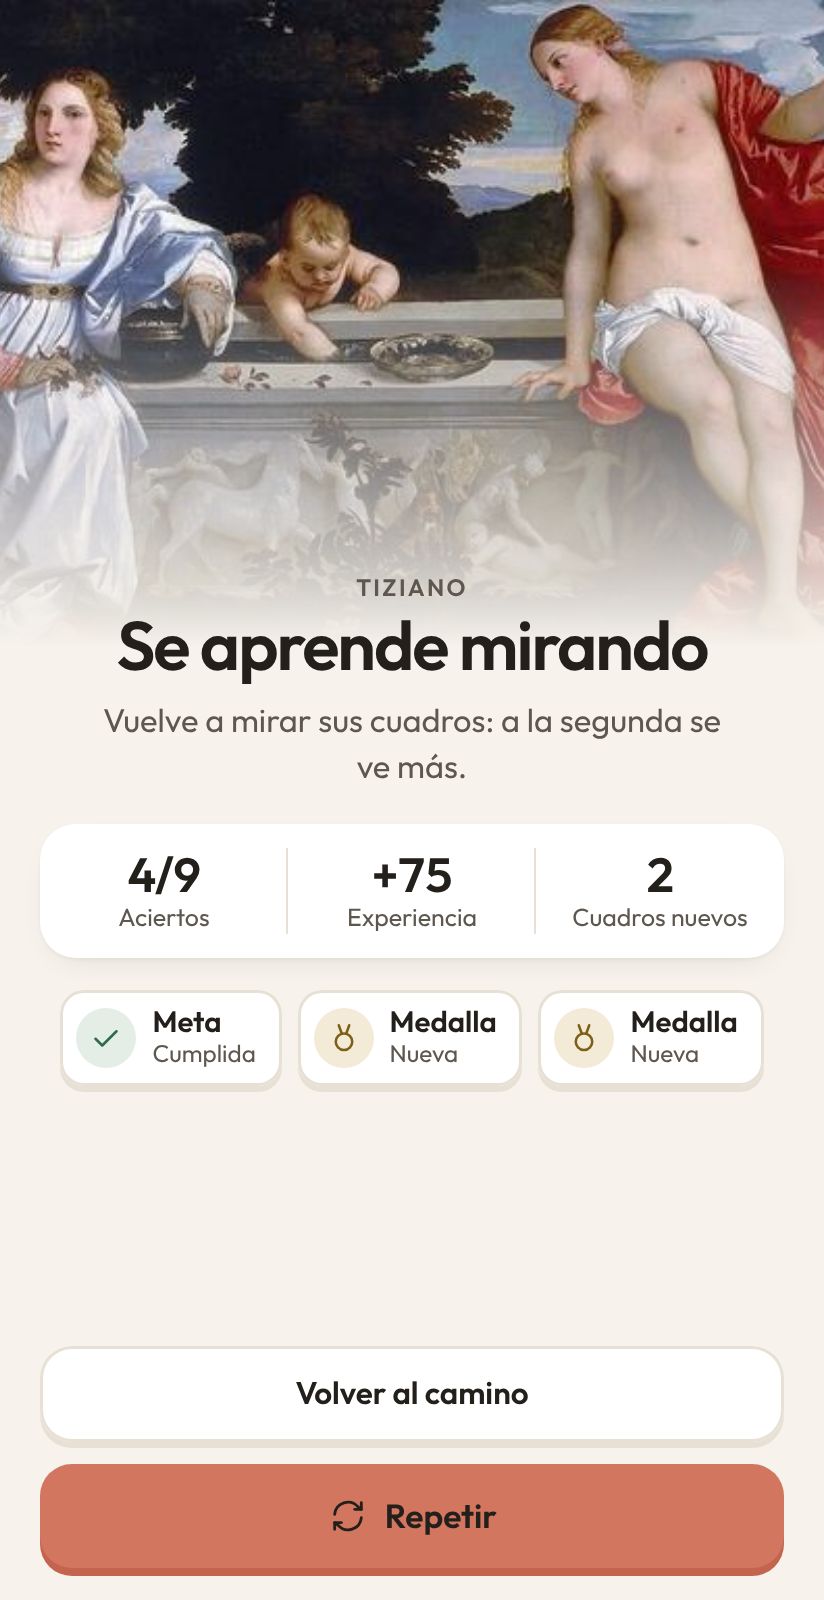 TIZIANO
Se aprende mirando
Vuelve a mirar sus cuadros: a la segunda se
ve más.
4/9
Aciertos
+75
Experiencia
2
Cuadros nuevos
Meta
Cumplida
Medalla
Nueva
Medalla
Nueva
Volver al camino
Repetir